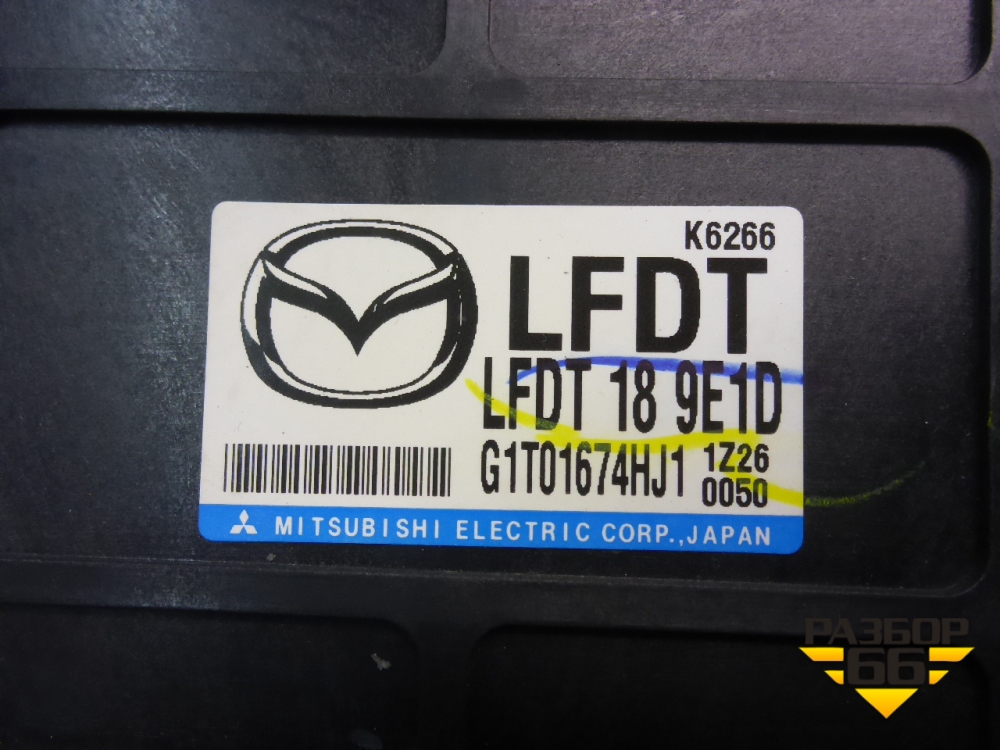 K6266
LFDT
LFDT 18 9E1D
G1T01674HJ1 1Z26
0050
MITSUBISHI ELECTRIC CORP.,JAPAN
РАЗБОР
66